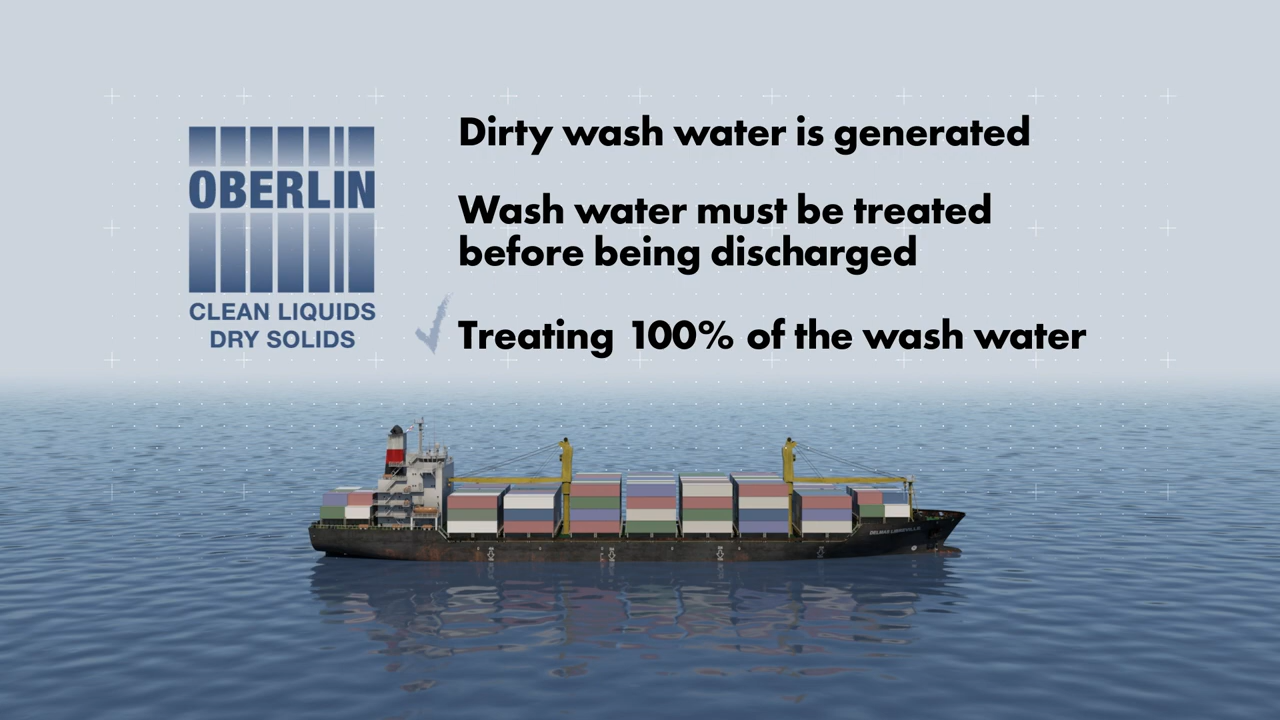 OBERLIN
CLEAN LIQUIDS
DRY SOLIDS
Dirty wash water is generated
Wash water must be treated
before being discharged
Treating 100% of the wash water